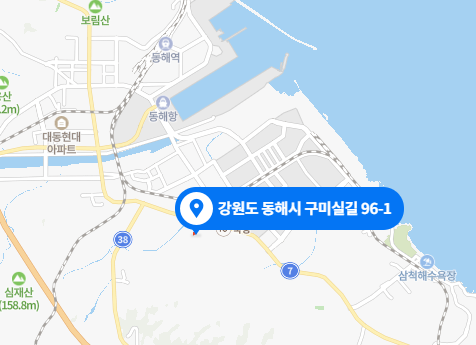 보림산
동해역
동해항
대동현대
아파트
강원도 동해시 구미실길 96-1
38
7
삼척해수욕장
심재산
(158.8m)